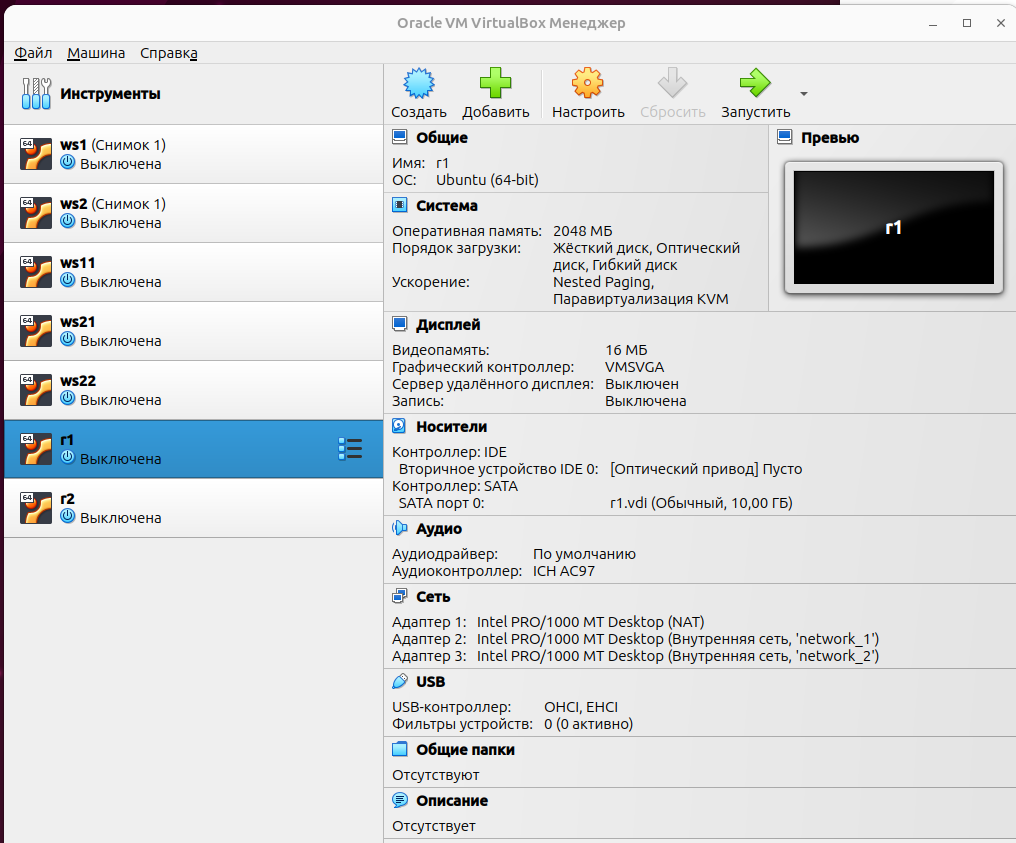 Oracle VM VirtualBox Менеджер
Файл Машина Справка
Инструменты
Создать Добавить Настроить Сбросить Запустить
64 ws1 (Снимок 1)
Выключена
64 ws2 (Снимок 1)
Выключена
64 ws11
Выключена
64 ws21
Выключена
64 ws22
Выключена
64 r1
Выключена
64 r2
Выключена
Общие
Имя: r1
ОС: Ubuntu (64-bit)
Превью
r1
Система
Оперативная память: 2048 МБ
Порядок загрузки: Жёсткий диск, Оптический
диск, Гибкий диск
Ускорение: Nested Paging,
Паравиртуализация KVM
Дисплей
Видеопамять: 16 МБ
Графический контроллер: VMSVGA
Сервер удалённого дисплея: Выключен
Запись: Выключена
Носители
Контроллер: IDE
Вторичное устройство IDE 0: [Оптический привод] Пусто
Контроллер: SATA
SATA порт 0: r1.vdi (Обычный, 10,00 ГБ)
Аудио
Аудиодрайвер: По умолчанию
Аудиоконтроллер: ICH AC97
Сеть
Адаптер 1: Intel PRO/1000 MT Desktop (NAT)
Адаптер 2: Intel PRO/1000 MT Desktop (Внутренняя сеть, 'network_1')
Адаптер 3: Intel PRO/1000 MT Desktop (Внутренняя сеть, 'network_2')
USB
USB-контроллер: OHCI, EHCI
Фильтры устройств: 0 (0 активно)
Общие папки
Отсутствуют
Описание
Отсутствует